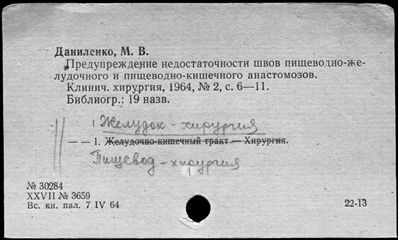 Даниленко, М. В.
Предупреждение недостаточности швов пищеводно-же-
лудочного и пищеводно-кишечного анастомозов.
Клинич. хирургия, 1964, № 2, с. 6—11.
Библиогр.: 19 назв.
1 Желудок - хирургия
— 1. Желудочно-кишечный тракт — Хирургия.
Пищевод - хирургия
№ 30284
XXVII № 3659
Вс. кн. пал. 7 IV 64
22-13